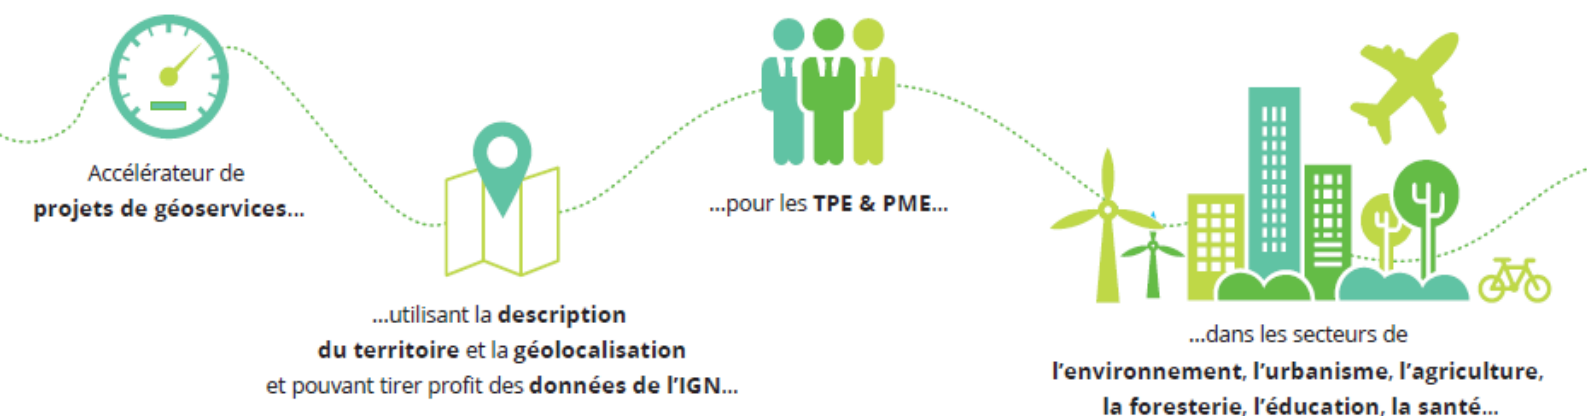 Accélérateur de
projets de géoservices...
...utilisant la description
du territoire et la géolocalisation
et pouvant tirer profit des données de l'IGN...
...pour les TPE & PME...
...dans les secteurs de
l'environnement, l'urbanisme, l'agriculture,
la foresterie, l'éducation, la santé...